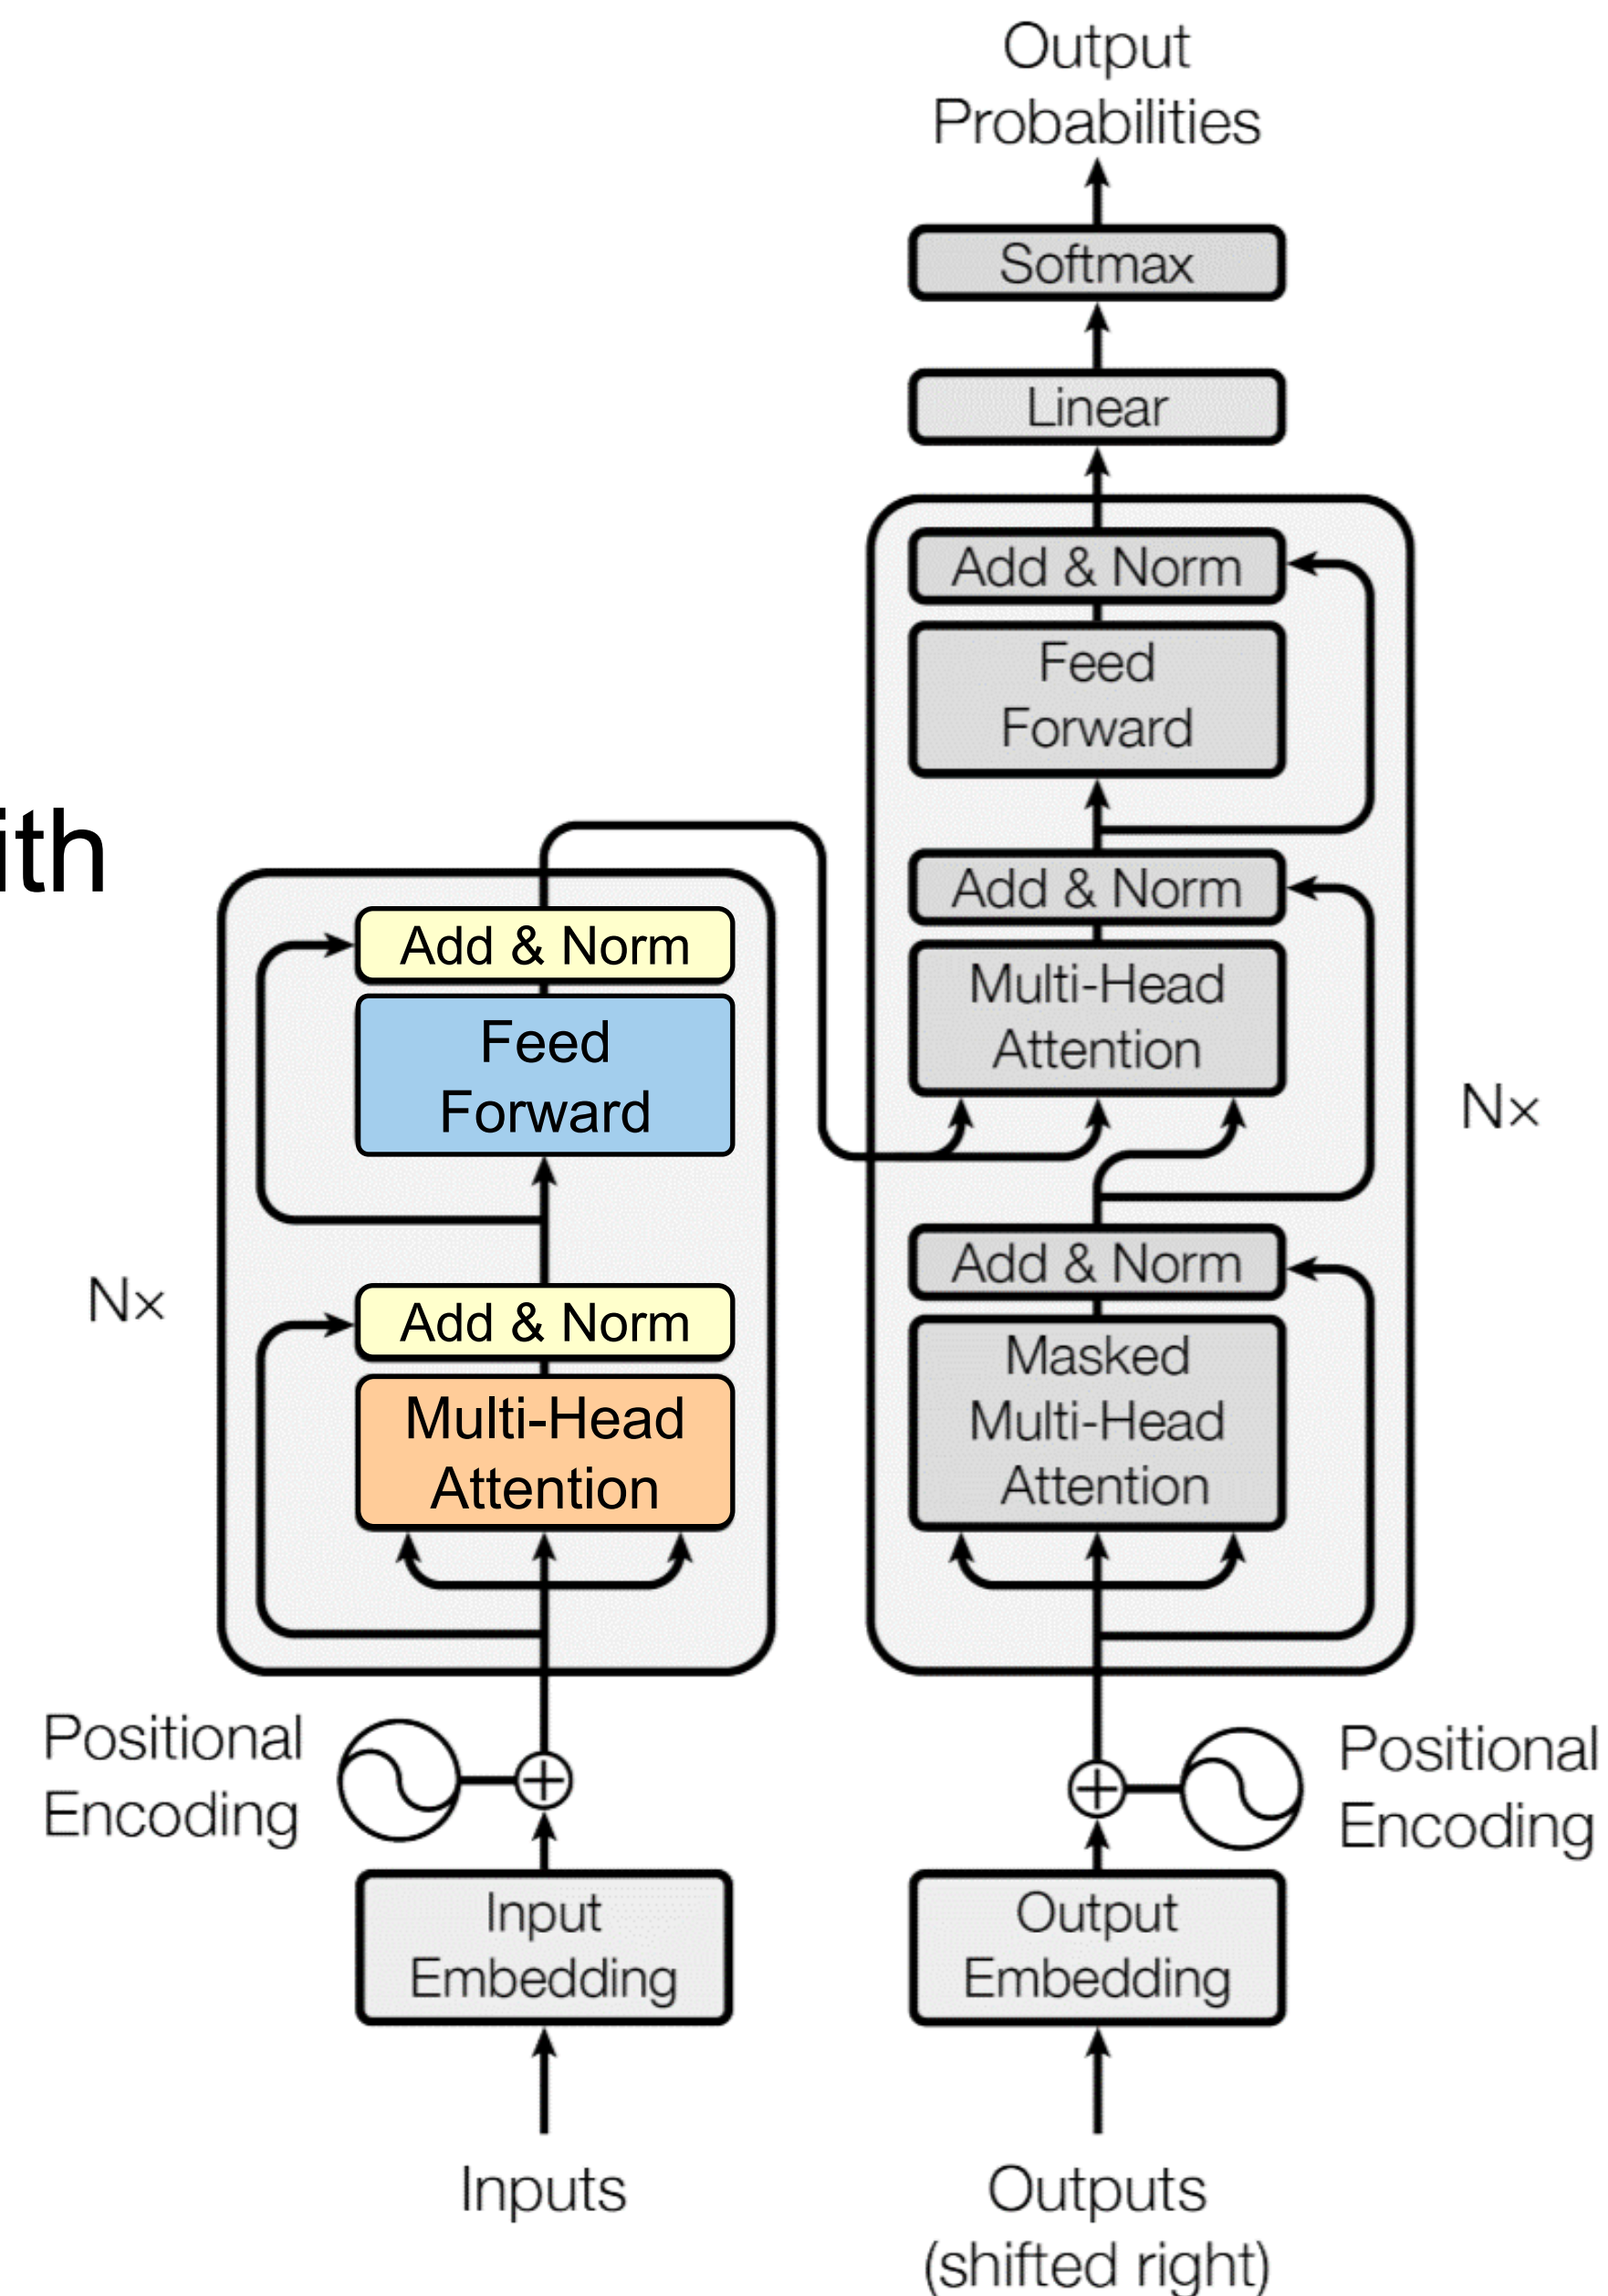 Output
Probabilities
Softmax
Linear
Add & Norm
Feed
Forward
Add & Norm
Multi-Head
Attention
Nx
Add & Norm
Masked
Multi-Head
Attention
ith
Add & Norm
Feed
Forward
Nx
Add & Norm
Multi-Head
Attention
Positional
Encoding
Positional
Encoding
Input
Embedding
Output
Embedding
Inputs
Outputs
(shifted right)